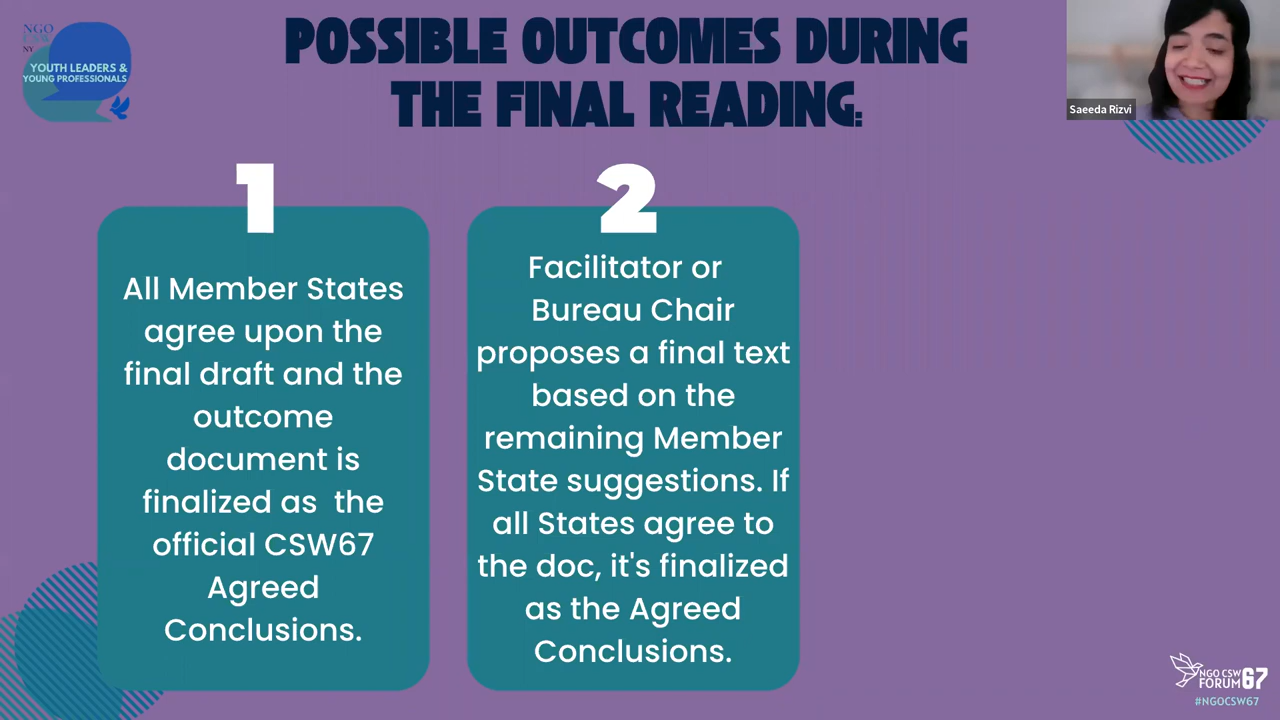 NGO
CSW
NY
YOUTH LEADERS &
YOUNG PROFESSIONALS
POSSIBLE OUTCOMES DURING
THE FINAL READING:
Saeeda Rizvi
1
All Member States
agree upon the
final draft and the
outcome
document is
finalized as the
official CSW67
Agreed
Conclusions.
2
Facilitator or
Bureau Chair
proposes a final text
based on the
remaining Member
State suggestions. If
all States agree to
the doc, it's finalized
as the Agreed
Conclusions.
NGO CSW
FORUM 67
#NGOCSW67